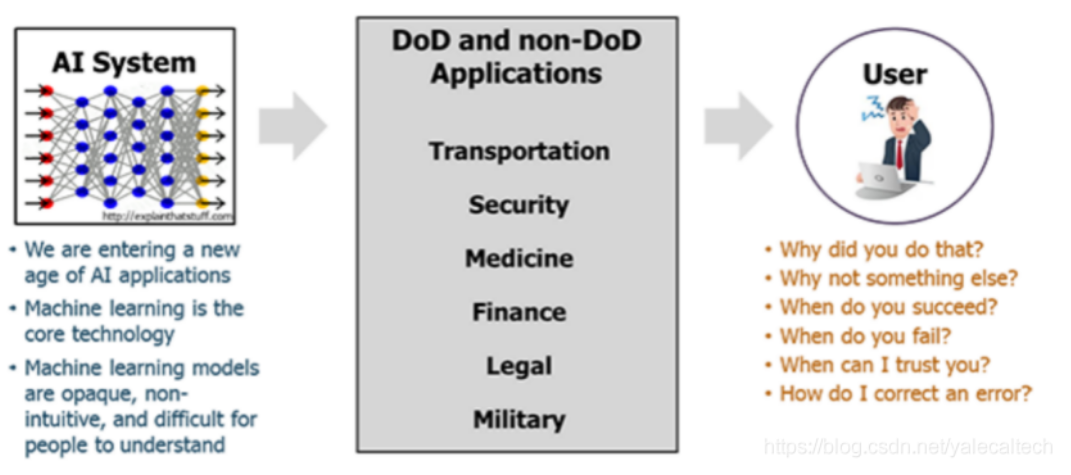 AI System
http://explainthatstuff.com
• We are entering a new
age of AI applications
• Machine learning is the
core technology
• Machine learning models
are opaque, non-
intuitive, and difficult for
people to understand
DoD and non-DoD
Applications
Transportation
Security
Medicine
Finance
Legal
Military
User
• Why did you do that?
• Why not something else?
• When do you succeed?
• When do you fail?
• When can I trust you?
• How do I correct an error?
https://blog.csdn.net/yalecaltech